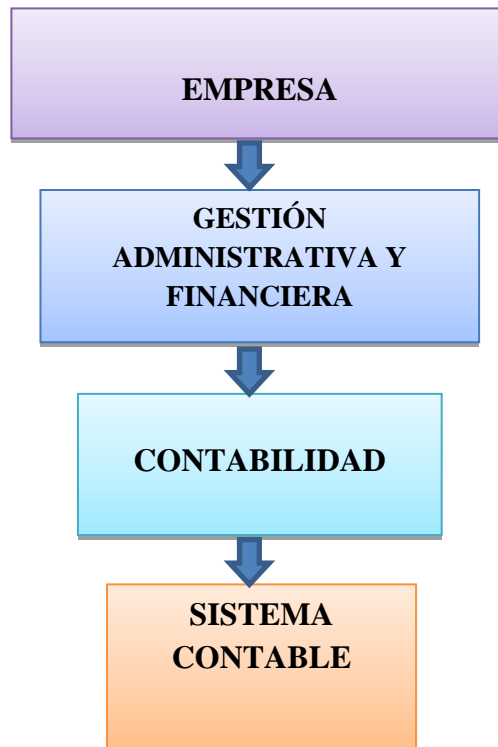 EMPRESA
GESTIÓN
ADMINISTRATIVA Y
FINANCIERA
CONTABILIDAD
SISTEMA
CONTABLE